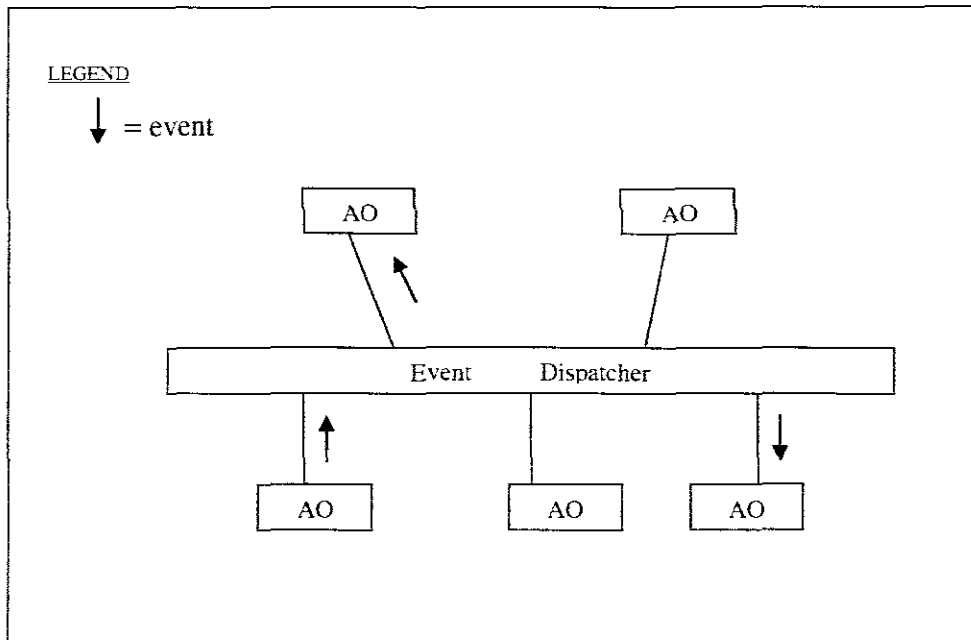 LEGEND
= event
AO
AO
Event Dispatcher
AO
AO
AO